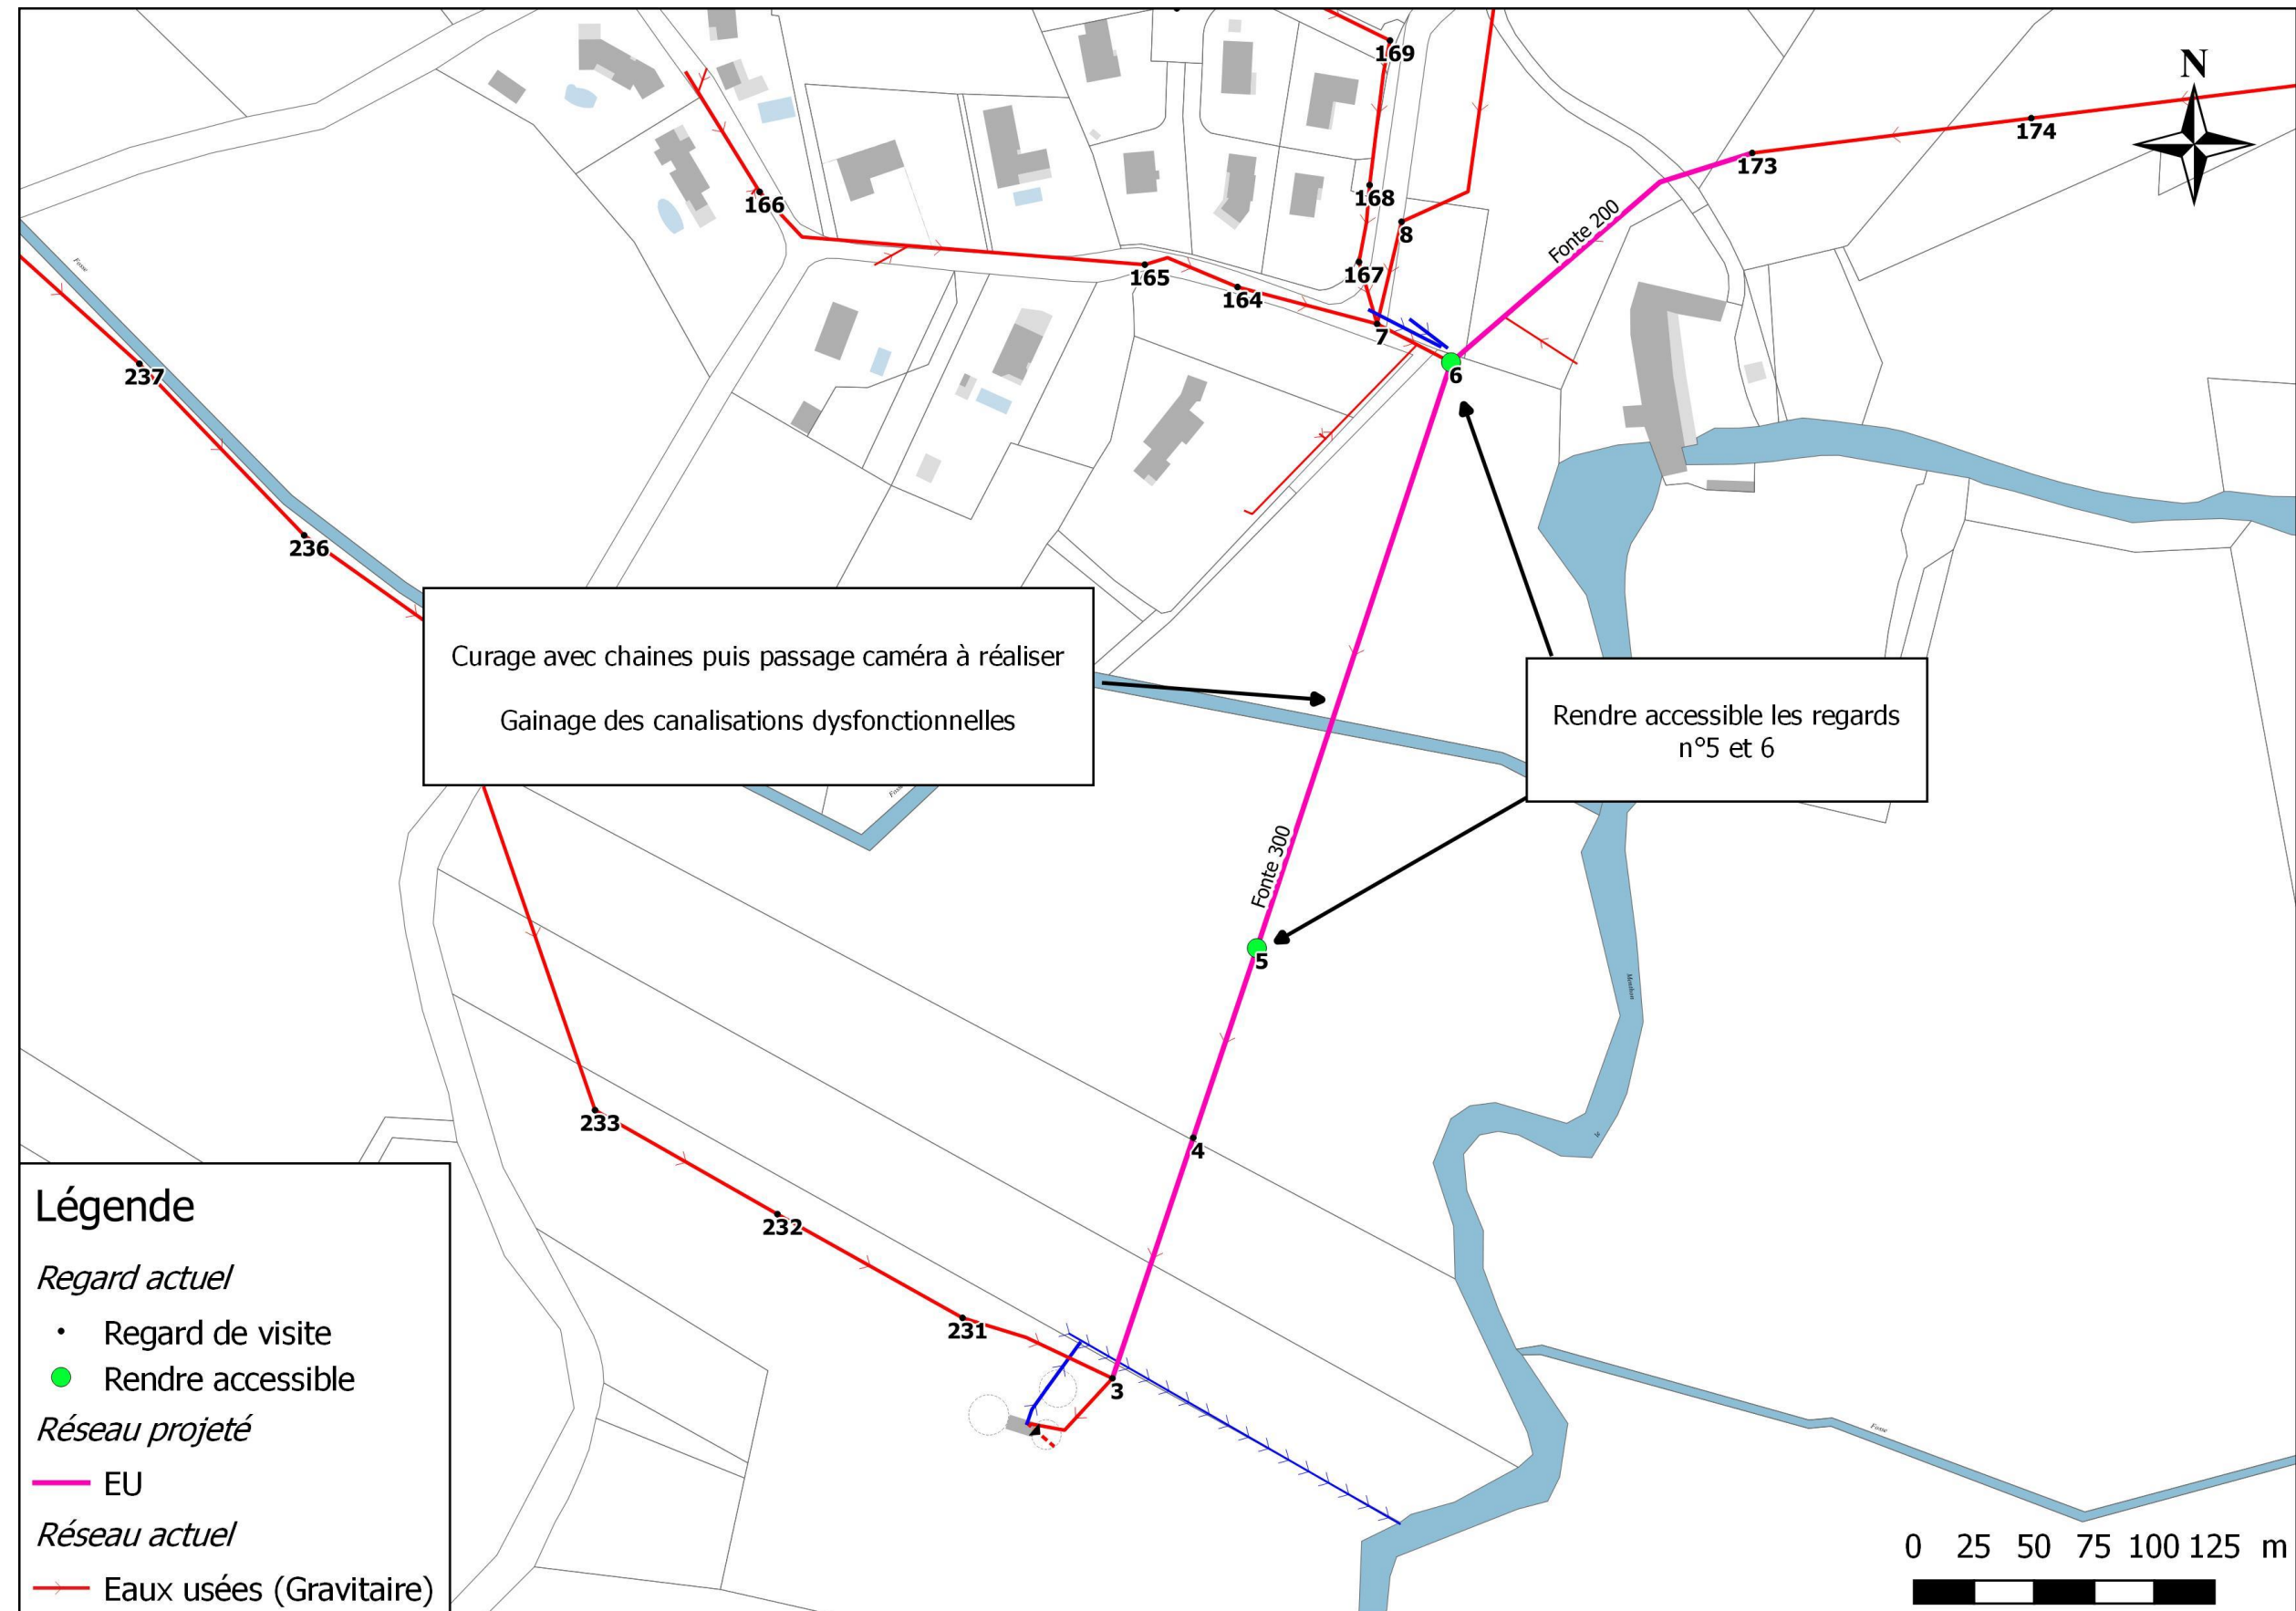 169
N
174
173
166
168
Fonte 200
8
Fosse
165
167
164
7
6
237
236
Curage avec chaines puis passage caméra à réaliser
Gainage des canalisations dysfonctionnelles
Rendre accessible les regards
n°5 et 6
Fonte 300
5
4
233
232
231
3
Fosse
Légende
Regard actuel
Regard de visite
Rendre accessible
Réseau projeté
EU
Réseau actuel
Eaux usées (Gravitaire)
0 25 50 75 100 125 m